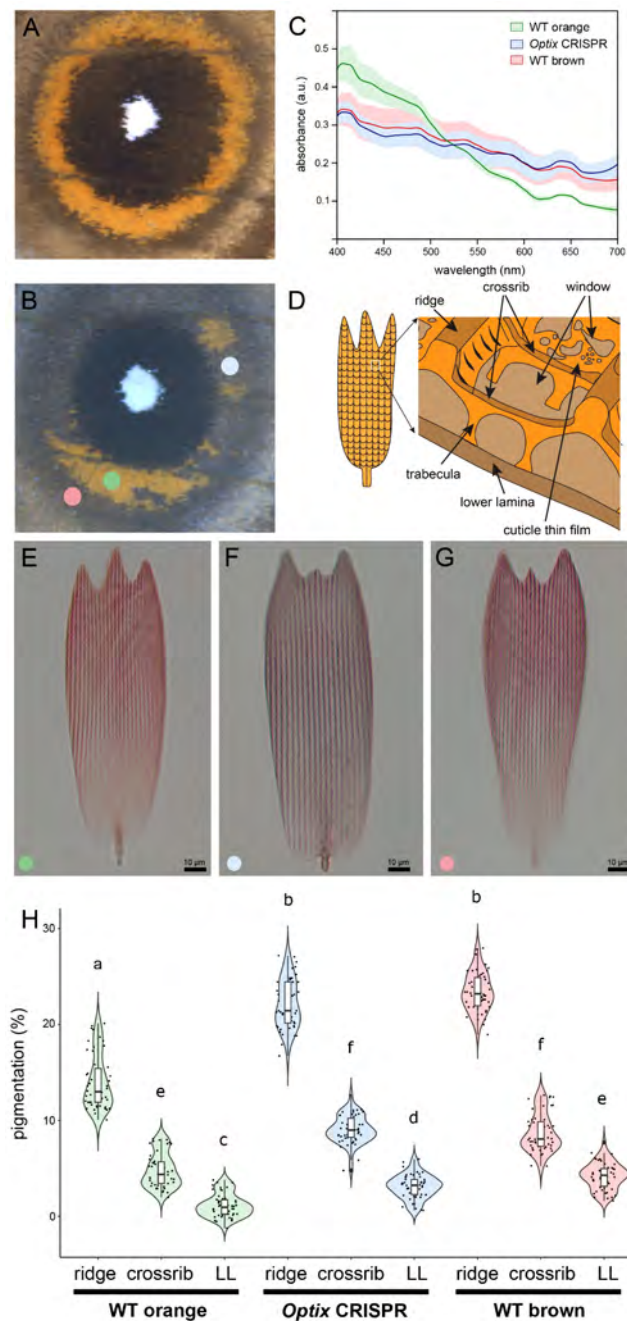 A
B
C
WT orange
Optix CRISPR
WT brown
absorbance (a.u.)
0.5
0.4
0.3
0.2
0.1
400 450 500 550 600 650 700
wavelength (nm)
D
ridge
crossrib
window
trabecula
lower lamina
cuticle thin film
E
F
G
10 µm
10 µm
10 µm
H
pigmentation (%)
30
20
10
0
a
e
c
b
f
d
b
f
e
ridge crossrib LL ridge crossrib LL ridge crossrib LL
WT orange Optix CRISPR WT brown